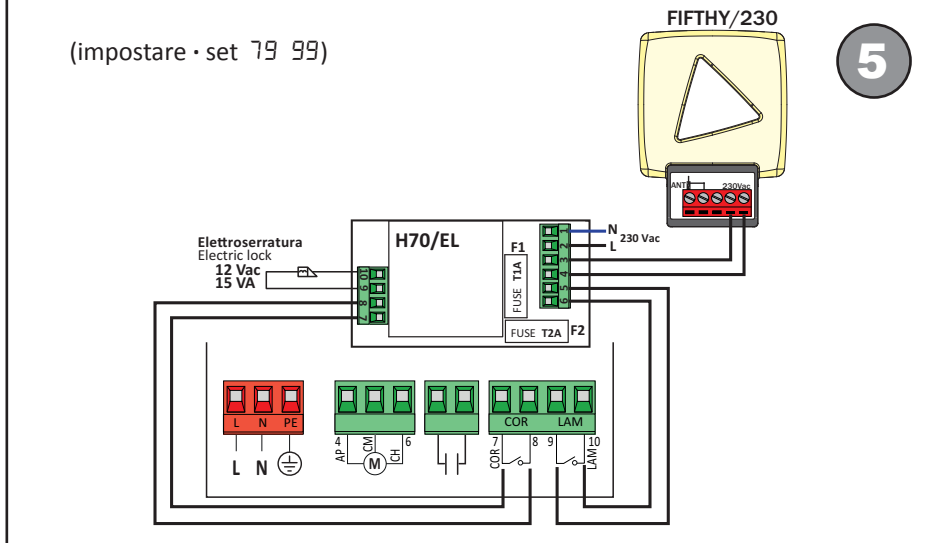 (impostare · set 79 99)
FIFTHY/230
5
ANT 230Vac
Elettroserratura
Electric lock
12 Vac
15 VA
H70/EL
F1
FUSE T1A
FUSE T2A F2
10
9
8
7
1
2
3
4
5
6
N
230 Vac
L
L N PE
COR LAM
4 6 7 8 9 10
AP CM CH COR LAM
L N M